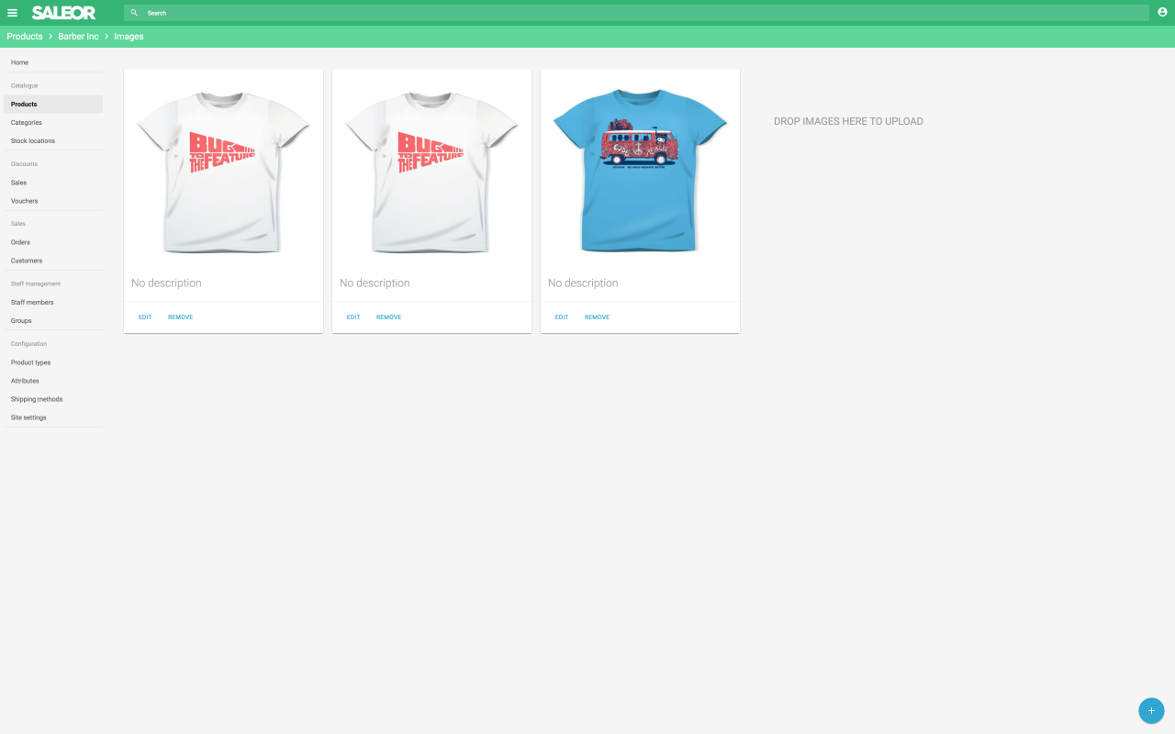 SALEOR
Search
Products > Barber Inc > Images
Home
Catalogue
Products
Categories
Stock locations
Discounts
Sales
Vouchers
Sales
Orders
Customers
Staff management
Staff members
Groups
Configuration
Product types
Attributes
Shipping methods
Site settings
BUG
TO THE FEATURE
No description
EDIT REMOVE
BUG
TO THE FEATURE
No description
EDIT REMOVE
No description
EDIT REMOVE
DROP IMAGES HERE TO UPLOAD
+